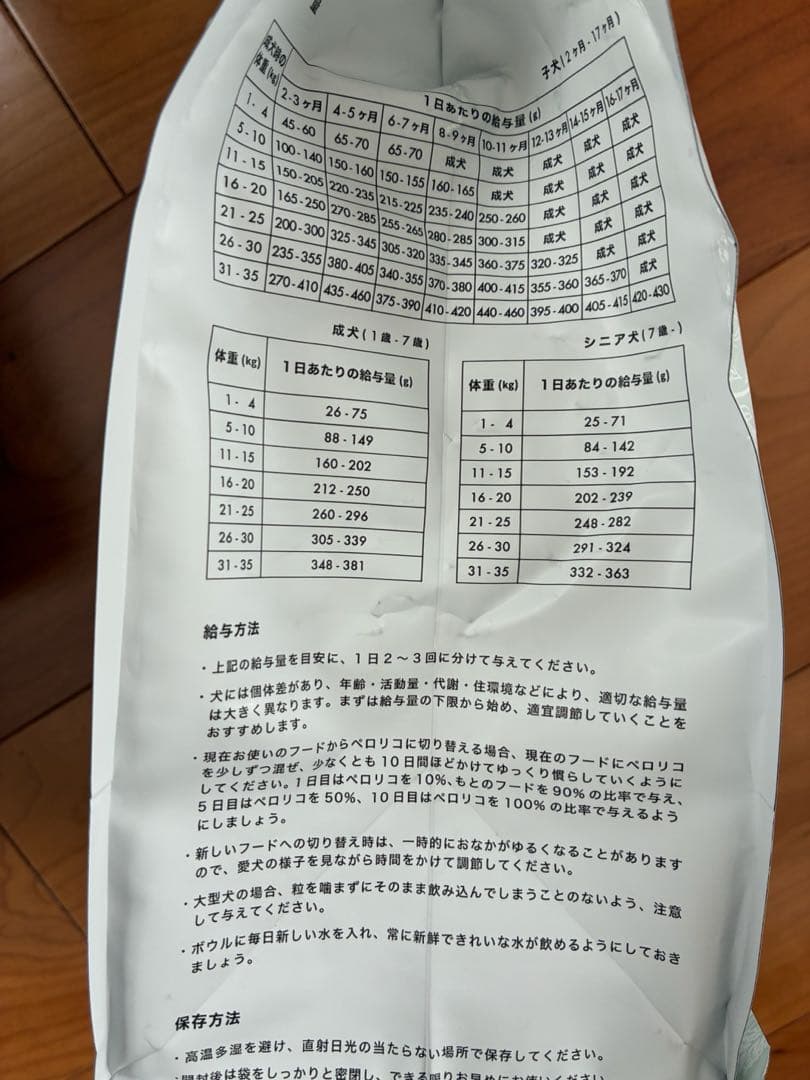 子犬(2ヶ月-17ヶ月)
成犬時の体重(kg) 1日あたりの給与量(g)
2-3ヶ月 4-5ヶ月 6-7ヶ月 8-9ヶ月 10-11ヶ月 12-13ヶ月 14-15ヶ月 16-17ヶ月
1-4 45-60 65-70 65-70 成犬 成犬 成犬 成犬 成犬
5-10 100-140 150-160 150-155 160-165 成犬 成犬 成犬 成犬
11-15 150-205 220-235 215-225 235-240 250-260 成犬 成犬 成犬
16-20 165-250 270-285 255-265 280-285 300-315 成犬 成犬 成犬
21-25 200-300 325-345 305-320 335-345 360-375 320-325 成犬 成犬
26-30 235-355 380-405 340-355 370-380 400-415 355-360 365-370 成犬
31-35 270-410 435-460 375-390 410-420 440-460 395-400 405-415 420-430
成犬(1歳-7歳)
体重(kg) 1日あたりの給与量(g)
1-4 26-75
5-10 88-149
11-15 160-202
16-20 212-250
21-25 260-296
26-30 305-339
31-35 348-381
シニア犬(7歳-)
体重(kg) 1日あたりの給与量(g)
1-4 25-71
5-10 84-142
11-15 153-192
16-20 202-239
21-25 248-282
26-30 291-324
31-35 332-363
給与方法
・上記の給与量を目安に、1日2〜3回に分けて与えてください。
・犬には個体差があり、年齢・活動量・代謝・住環境などにより、適切な給与量
は大きく異なります。まずは給与量の下限から始め、適宜調節していくことを
おすすめします。
・現在お使いのフードからペロリコに切り替える場合、現在のフードにペロリコ
を少しずつ混ぜ、少なくとも10日間ほどかけてゆっくり慣らしていくように
してください。1日目はペロリコを10%、もとのフードを90%の比率で与え、
5日目はペロリコを50%、10日目はペロリコを100%の比率で与えるよう
にしましょう。
・新しいフードへの切り替え時は、一時的におなかがゆるくなることがあります
ので、愛犬の様子を見ながら時間をかけて調節してください。
・大型犬の場合、粒を噛まずにそのまま飲み込んでしまうことのないよう、注意
して与えてください。
・ボウルに毎日新しい水を入れ、常に新鮮できれいな水が飲めるようにしておき
ましょう。
保存方法
・高温多湿を避け、直射日光の当たらない場所で保存してください。
・開封後は袋をしっかりと密閉し、できる限りお早めにお使いください。